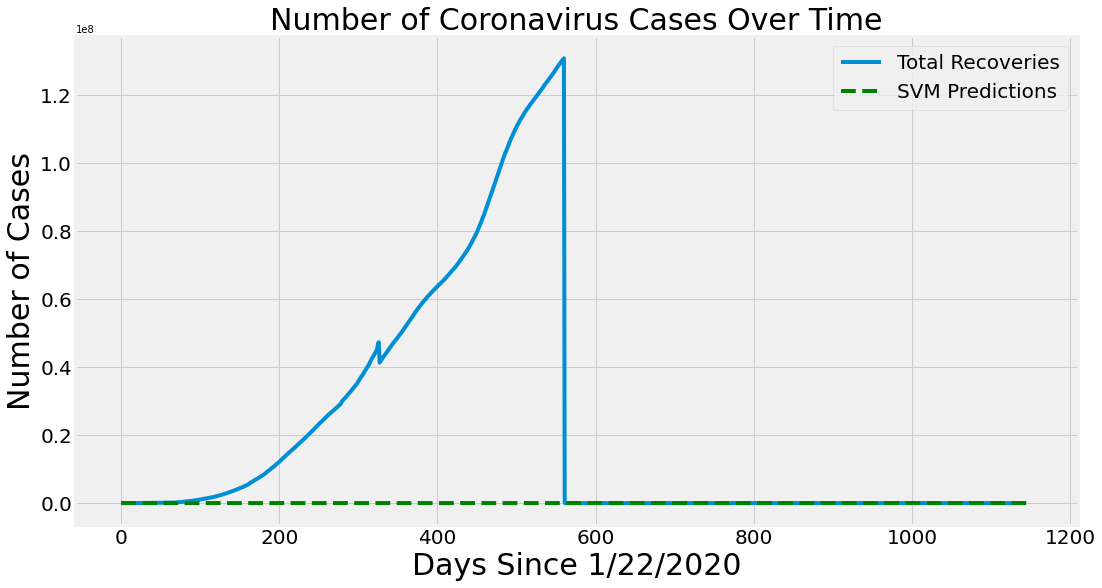 Number of Coronavirus Cases Over Time
1e8
Total Recoveries
SVM Predictions
Number of Cases
1.2
1.0
0.8
0.6
0.4
0.2
0.0
0 200 400 600 800 1000 1200
Days Since 1/22/2020